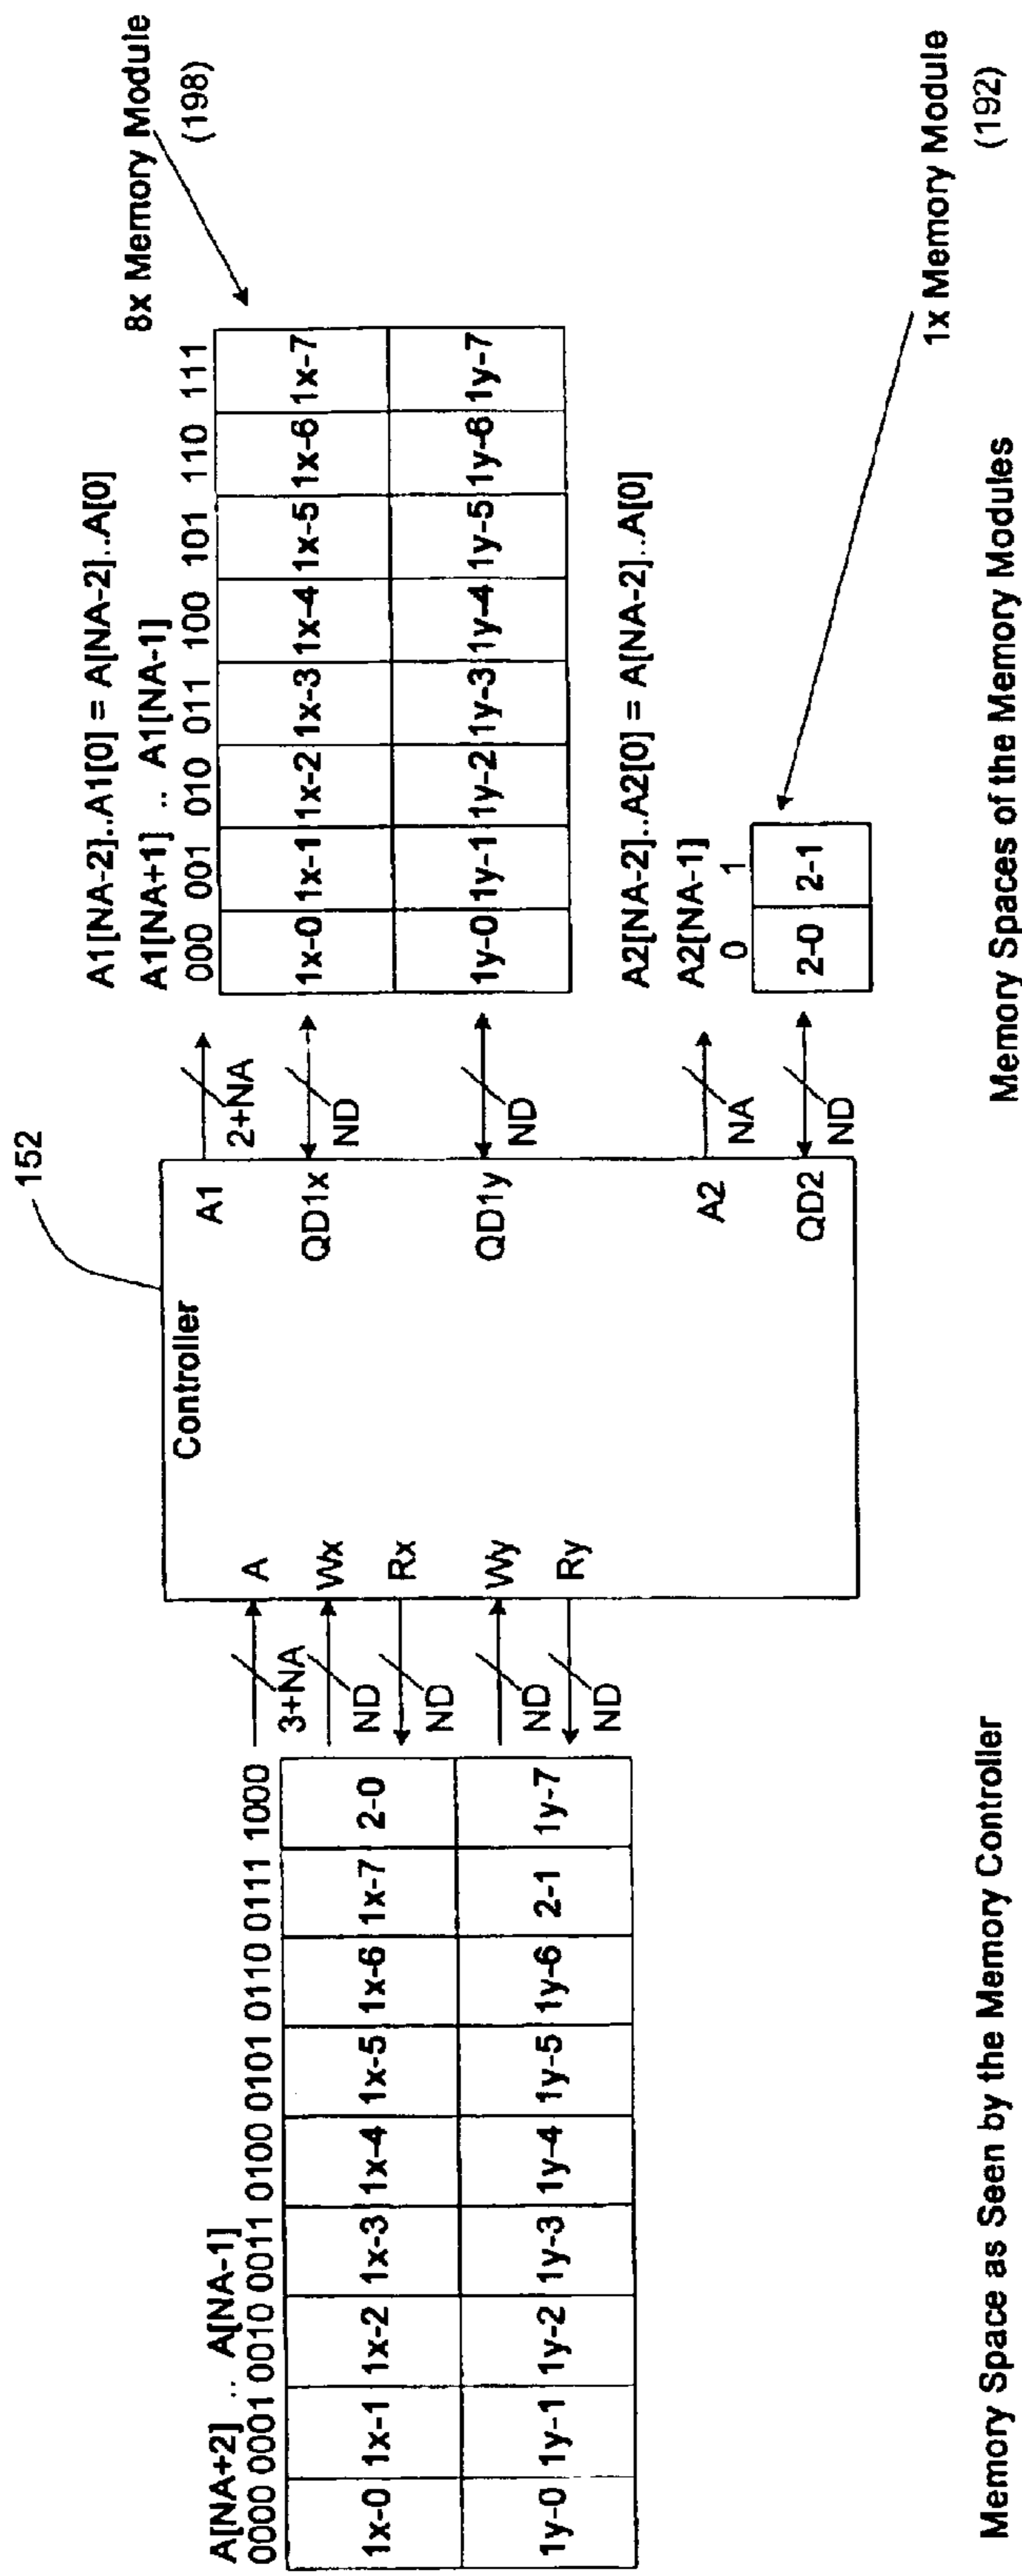 A[NA+2] .. A[NA-1]
0000 0001 0010 0011 0100 0101 0110 0111 1000
1x-0 1x-1 1x-2 1x-3 1x-4 1x-5 1x-6 1x-7 2-0
1y-0 1y-1 1y-2 1y-3 1y-4 1y-5 1y-6 2-1 1y-7
Memory Space as Seen by the Memory Controller
3+NA
ND
ND
ND
ND
152
Controller
A
Wx
Rx
Wy
Ry
A1
QD1x
QD1y
A2
QD2
2+NA
ND
ND
NA
ND
A1[NA-2]..A1[0] = A[NA-2]..A[0]
A1[NA+1] .. A1[NA-1]
000 001 010 011 100 101 110 111
1x-0 1x-1 1x-2 1x-3 1x-4 1x-5 1x-6 1x-7
1y-0 1y-1 1y-2 1y-3 1y-4 1y-5 1y-6 1y-7
8x Memory Module
(198)
A2[NA-2]..A2[0] = A[NA-2]..A[0]
A2[NA-1]
0 1
2-0 2-1
1x Memory Module
(192)
Memory Spaces of the Memory Modules